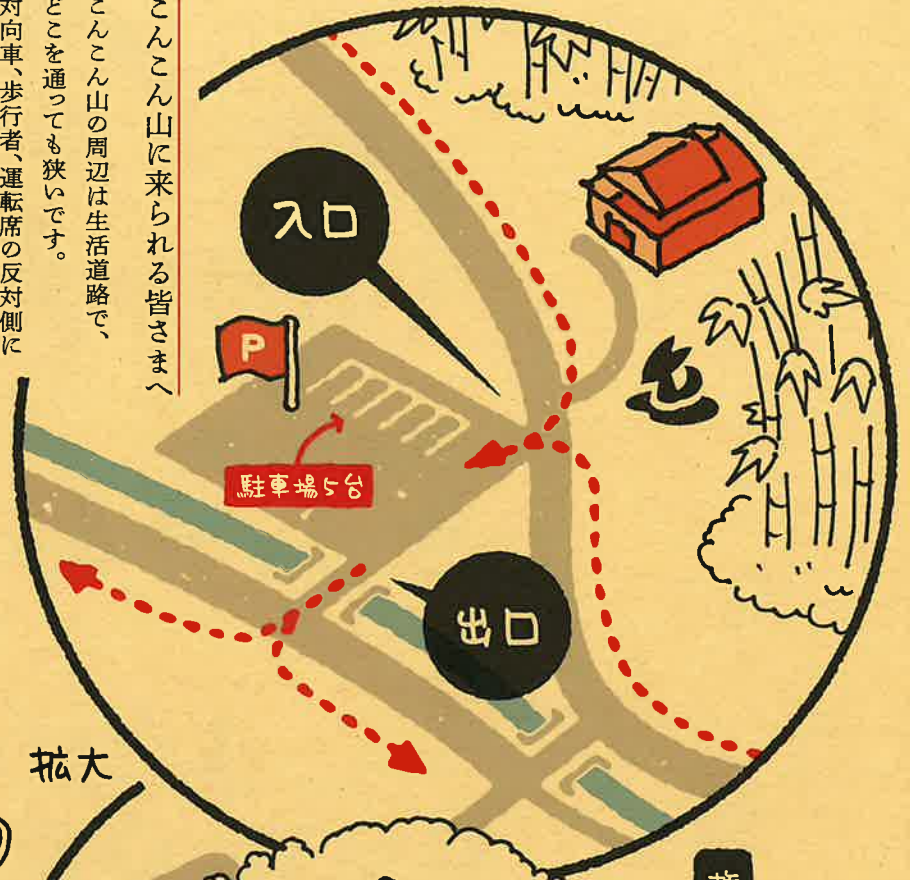 こんこん山に来られる皆さまへ
こんこん山の周辺は生活道路で、
どこを通っても狭いです。
対向車、歩行者、運転席の反対側に
入口
P
駐車場5台
出口
拡大